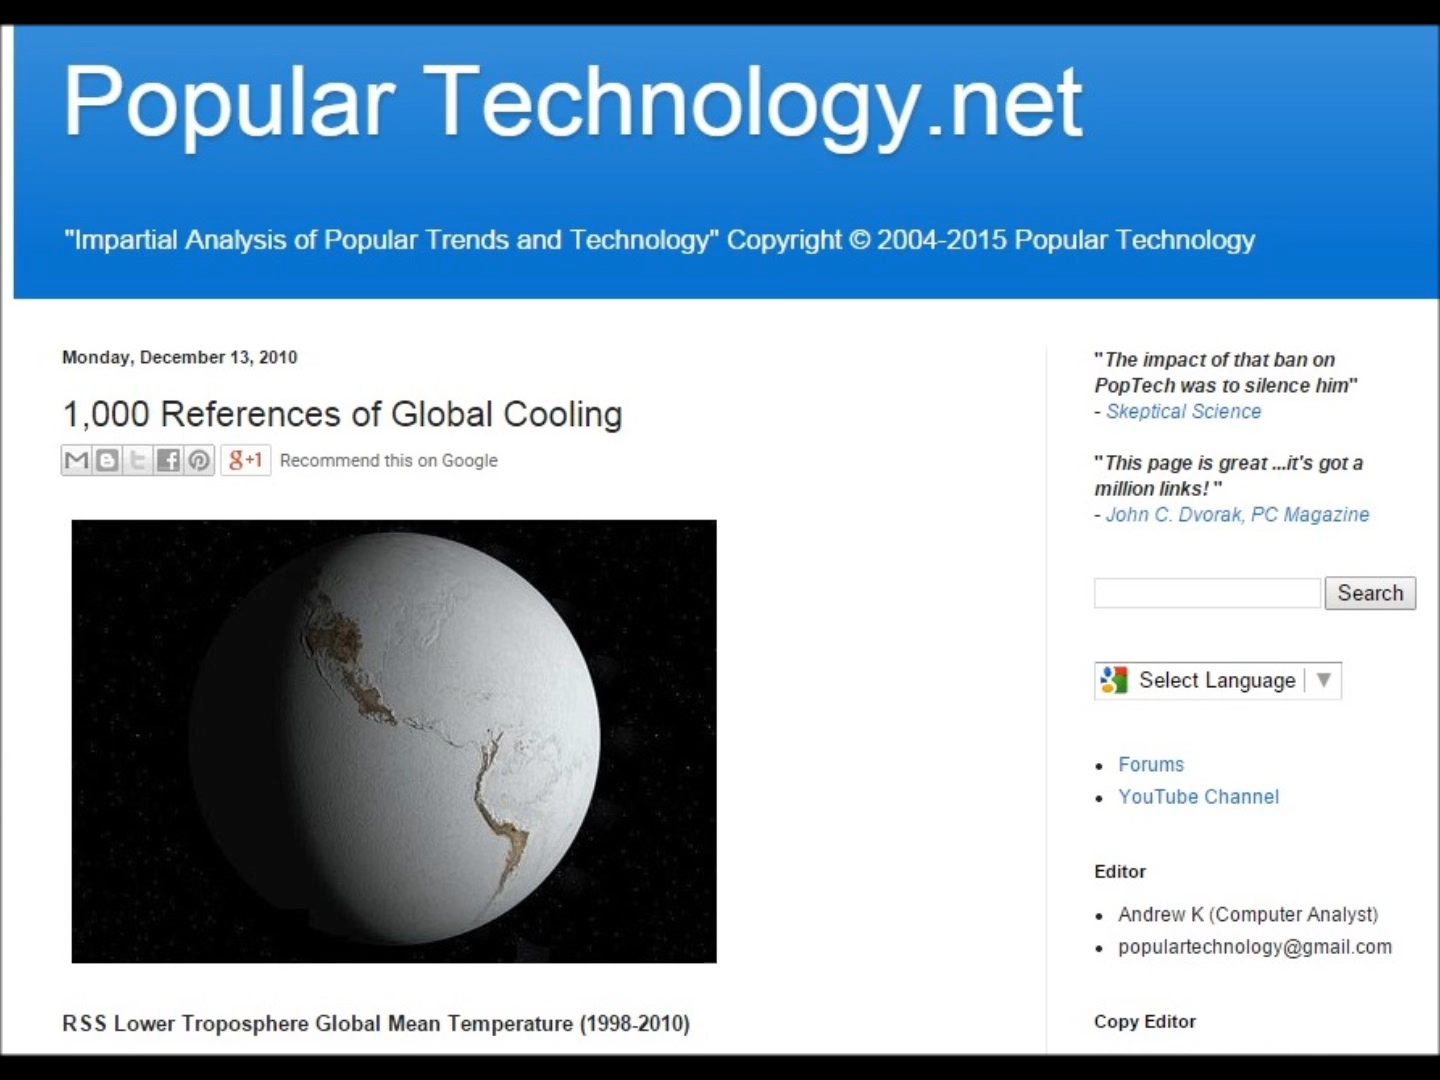 Popular Technology.net
"Impartial Analysis of Popular Trends and Technology" Copyright © 2004-2015 Popular Technology
Monday, December 13, 2010
1,000 References of Global Cooling
g+1 Recommend this on Google
RSS Lower Troposphere Global Mean Temperature (1998-2010)
"The impact of that ban on
PopTech was to silence him"
- Skeptical Science
"This page is great ...it's got a
million links! "
- John C. Dvorak, PC Magazine
Search
Select Language
Forums
YouTube Channel
Editor
Andrew K (Computer Analyst)
populartechnology@gmail.com
Copy Editor